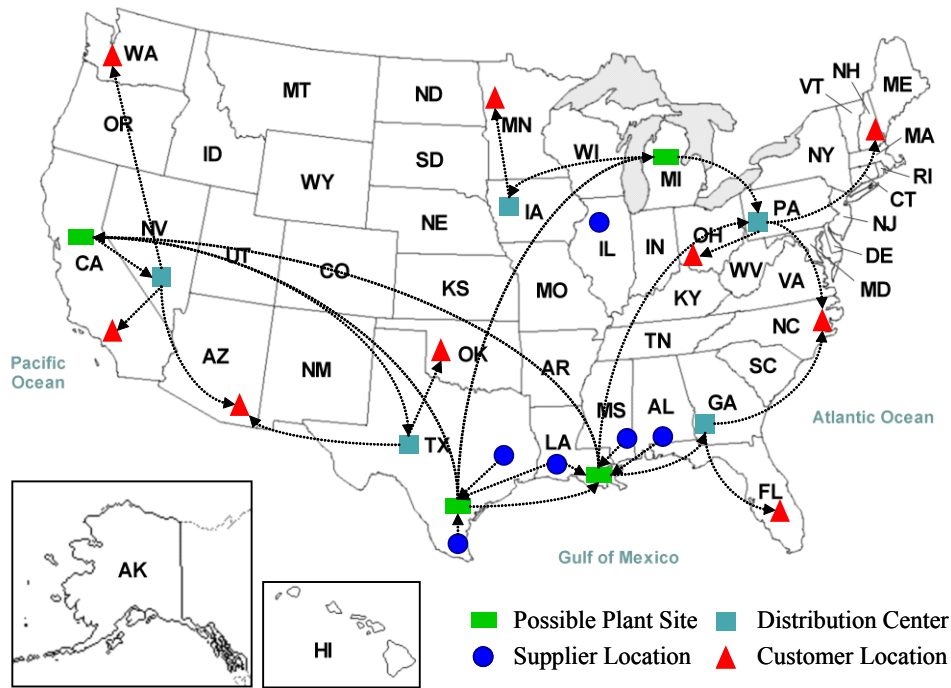 WA
MT
ND
MN
OR
ID
SD
WI
MI
VT
NH
ME
NY
MA
RI
CT
WY
NE
IA
PA
NJ
NV
UT
CO
IL
IN
OH
DE
MD
CA
KS
MO
WV
VA
KY
AZ
NM
OK
AR
TN
NC
SC
Pacific
Ocean
Atlantic Ocean
TX
LA
MS
AL
GA
FL
Gulf of Mexico
AK
HI
Possible Plant Site
Distribution Center
Supplier Location
Customer Location